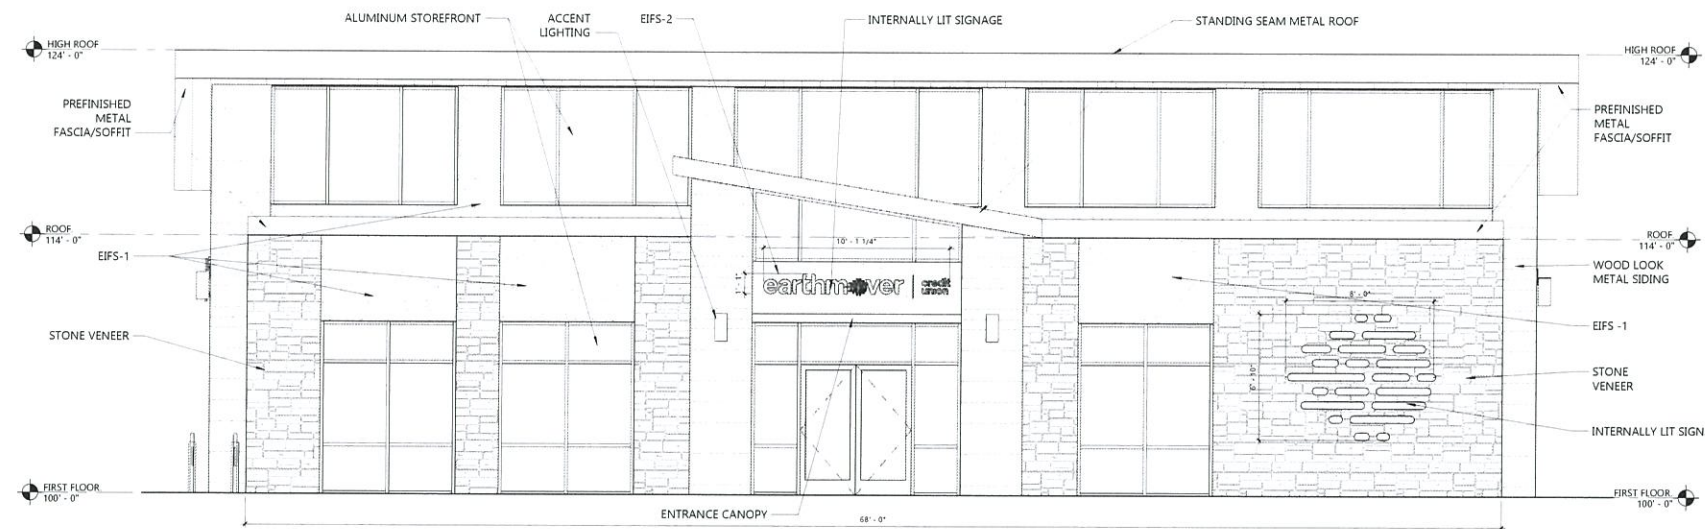 ALUMINUM STOREFRONT
ACCENT
LIGHTING
EIFS-2
INTERNALLY LIT SIGNAGE
STANDING SEAM METAL ROOF
HIGH ROOF
124' - 0"
HIGH ROOF
124' - 0"
PREFINISHED
METAL
FASCIA/SOFFIT
PREFINISHED
METAL
FASCIA/SOFFIT
ROOF
114' - 0"
ROOF
114' - 0"
10' - 1 1/4"
EIFS-1
WOOD LOOK
METAL SIDING
earthmover
credit
union
EIFS -1
STONE VENEER
6' - 10"
STONE
VENEER
INTERNALLY LIT SIGN
FIRST FLOOR
100' - 0"
FIRST FLOOR
100' - 0"
ENTRANCE CANOPY
68' - 0"